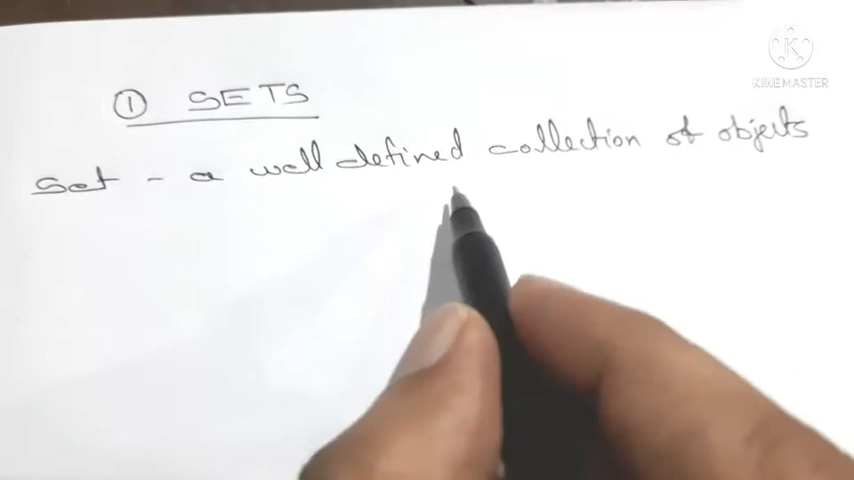 ① SETS
Set - a well defined collection of objects
KINEMASTER